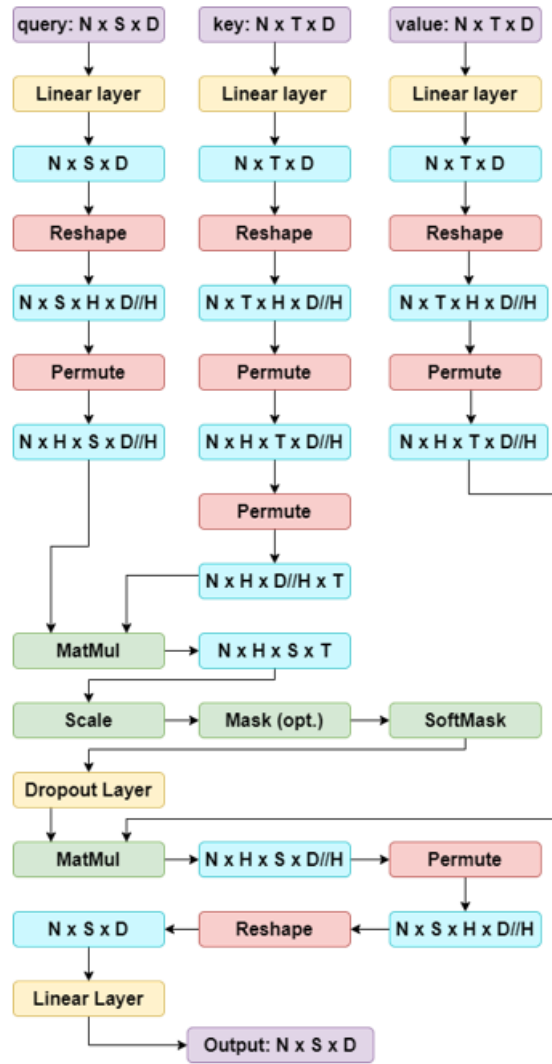 query: N x S x D
key: N x T x D
value: N x T x D
Linear layer
Linear layer
Linear layer
N x S x D
N x T x D
N x T x D
Reshape
Reshape
Reshape
N x S x H x D//H
N x T x H x D//H
N x T x H x D//H
Permute
Permute
Permute
N x H x S x D//H
N x H x T x D//H
N x H x T x D//H
Permute
N x H x D//H x T
MatMul
N x H x S x T
Scale
Mask (opt.)
SoftMask
Dropout Layer
MatMul
N x H x S x D//H
Permute
N x S x D
Reshape
N x S x H x D//H
Linear Layer
Output: N x S x D